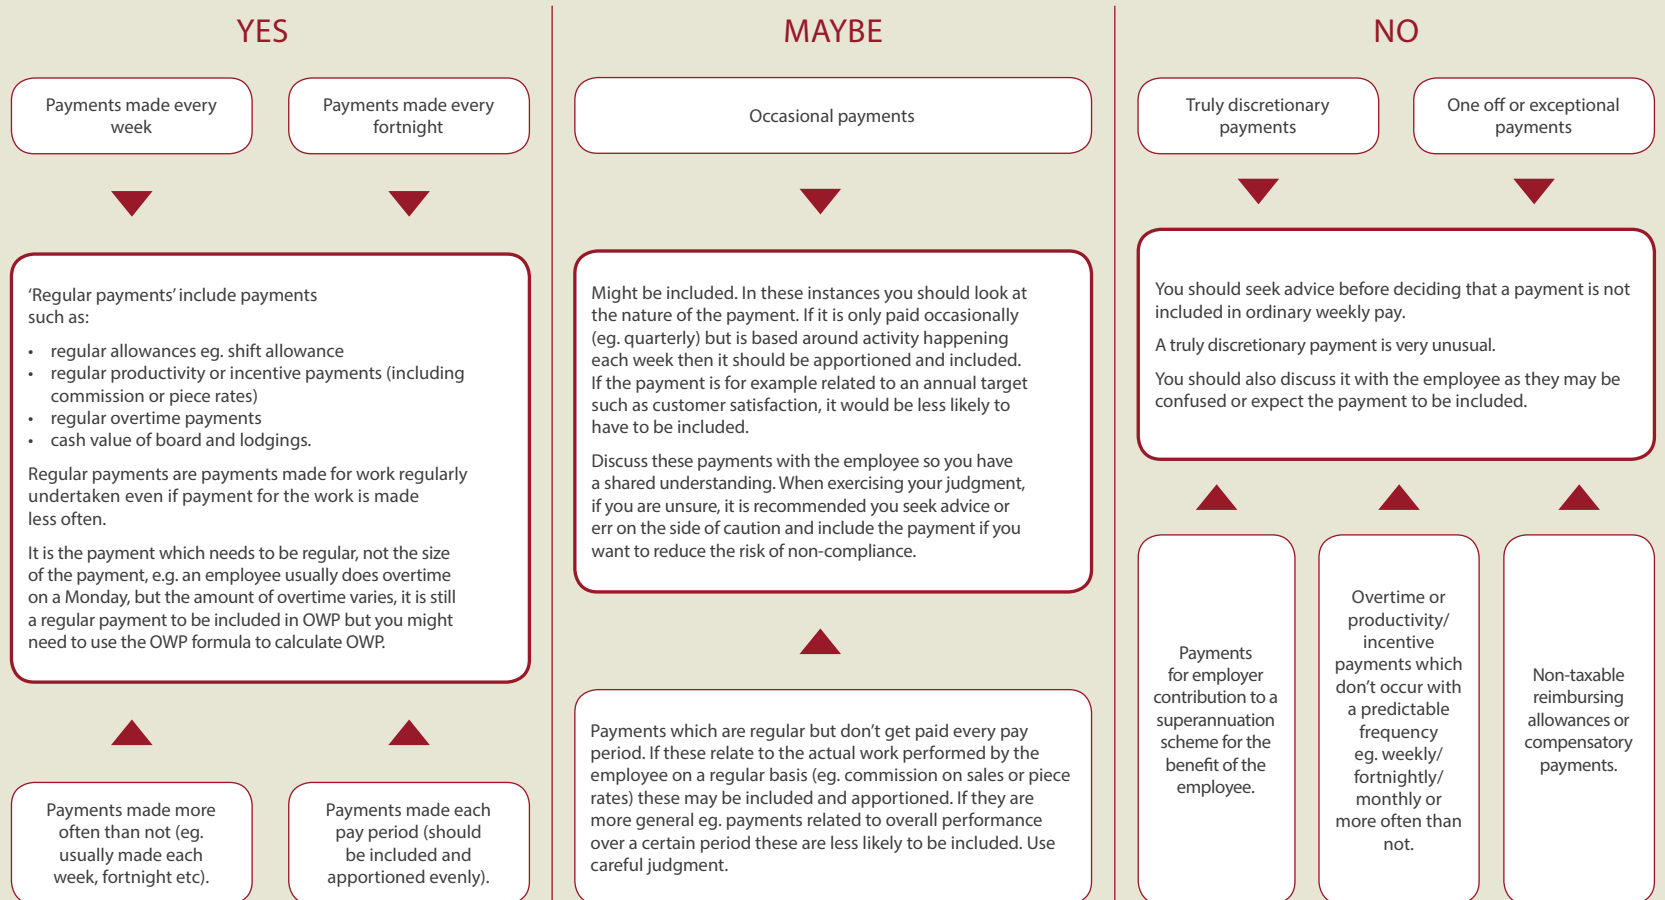 YES
Payments made every
week
Payments made every
fortnight
‘Regular payments’ include payments
such as:
• regular allowances eg. shift allowance
• regular productivity or incentive payments (including
commission or piece rates)
• regular overtime payments
• cash value of board and lodgings.
Regular payments are payments made for work regularly
undertaken even if payment for the work is made
less often.
It is the payment which needs to be regular, not the size
of the payment, e.g. an employee usually does overtime
on a Monday, but the amount of overtime varies, it is still
a regular payment to be included in OWP but you might
need to use the OWP formula to calculate OWP.
Payments made more
often than not (eg.
usually made each
week, fortnight etc).
Payments made each
pay period (should
be included and
apportioned evenly).
MAYBE
Occasional payments
Might be included. In these instances you should look at
the nature of the payment. If it is only paid occasionally
(eg. quarterly) but is based around activity happening
each week then it should be apportioned and included.
If the payment is for example related to an annual target
such as customer satisfaction, it would be less likely to
have to be included.
Discuss these payments with the employee so you have
a shared understanding. When exercising your judgment,
if you are unsure, it is recommended you seek advice or
err on the side of caution and include the payment if you
want to reduce the risk of non-compliance.
Payments which are regular but don’t get paid every pay
period. If these relate to the actual work performed by the
employee on a regular basis (eg. commission on sales or piece
rates) these may be included and apportioned. If they are
more general eg. payments related to overall performance
over a certain period these are less likely to be included. Use
careful judgment.
NO
Truly discretionary
payments
One off or exceptional
payments
You should seek advice before deciding that a payment is not
included in ordinary weekly pay.
A truly discretionary payment is very unusual.
You should also discuss it with the employee as they may be
confused or expect the payment to be included.
Payments
for employer
contribution to a
superannuation
scheme for the
benefit of the
employee.
Overtime or
productivity/
incentive
payments which
don’t occur with
a predictable
frequency
eg. weekly/
fortnightly/
monthly or
more often than
not.
Non-taxable
reimbursing
allowances or
compensatory
payments.